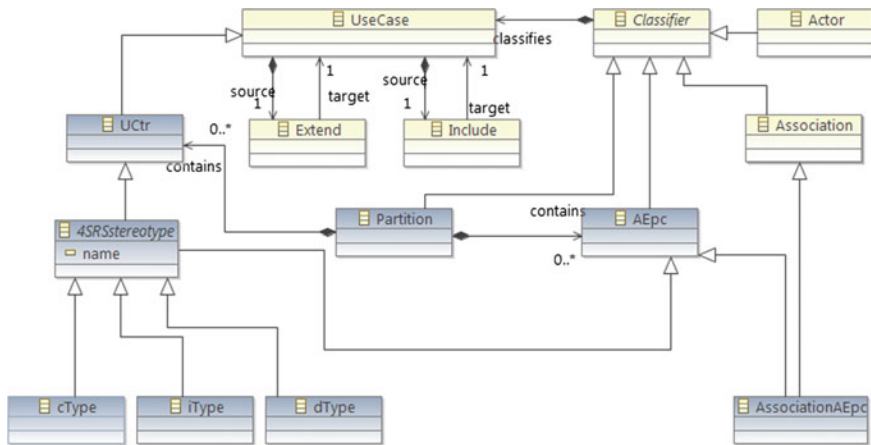 UseCase
Classifier
Actor
classifies
source
1
1
target
source
1
1
target
UCtr
0..*
contains
Extend
Include
Association
4SRSstereotype
name
Partition
contains
0..*
AEpc
cType
iType
dType
AssociationAEpc